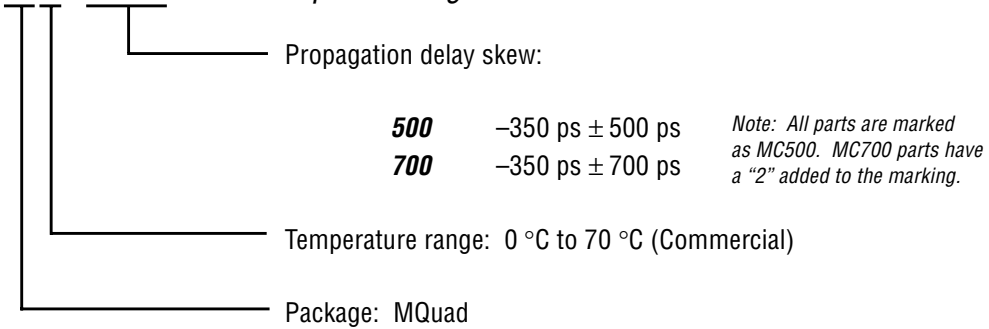 Propagation delay skew:
500 –350 ps ± 500 ps
700 –350 ps ± 700 ps
Note: All parts are marked
as MC500. MC700 parts have
a “2” added to the marking.
Temperature range: 0 °C to 70 °C (Commercial)
Package: MQuad